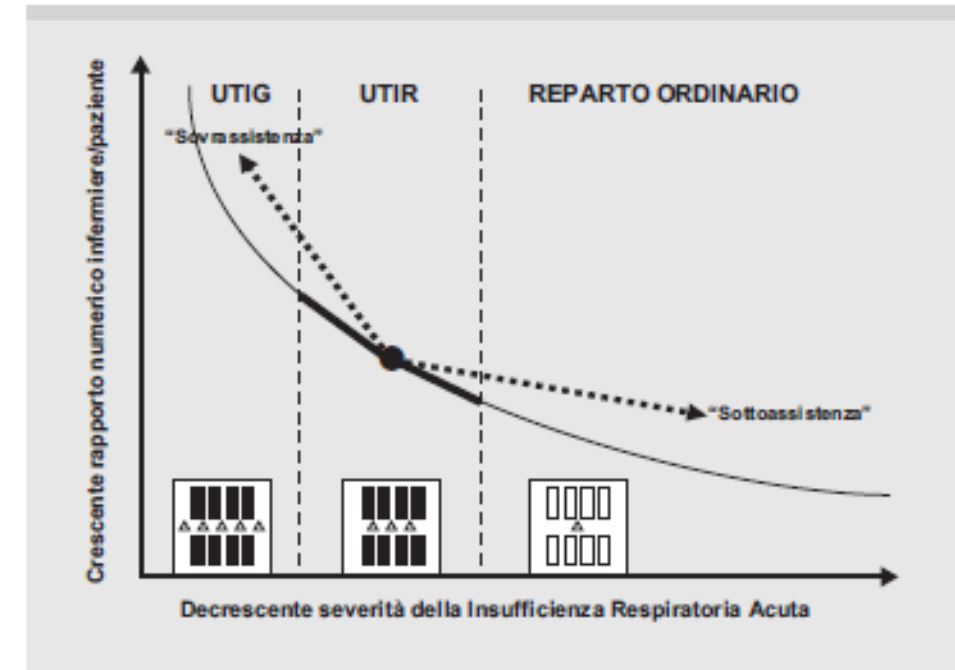 Crescente rapporto numerico infermiere/paziente
UTIG
UTIR
REPARTO ORDINARIO
“Sovrassistenza”
“Sottoassistenza”
Decrescente severità della Insufficienza Respiratoria Acuta